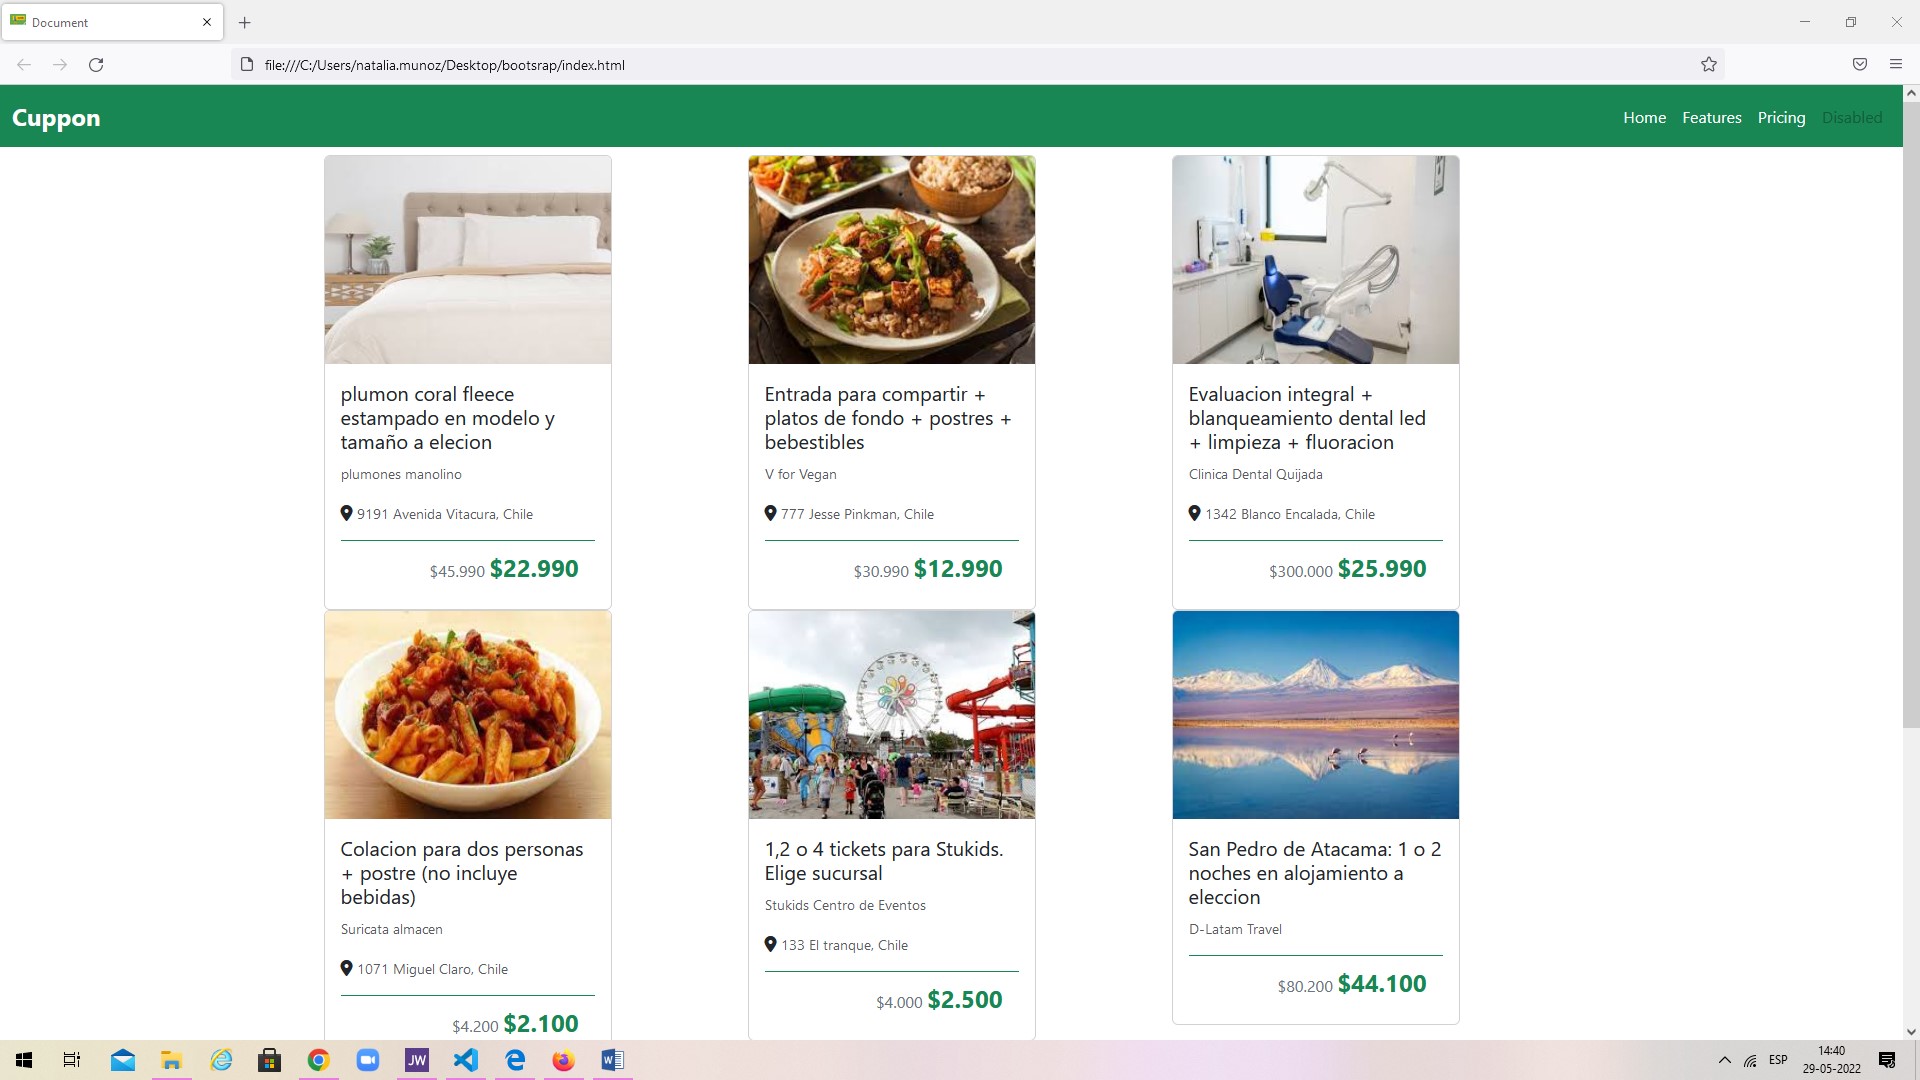 Document
file:///C:/Users/natalia.munoz/Desktop/bootsrap/index.html
Cuppon
Home Features Pricing Disabled
plumon coral fleece
estampado en modelo y
tamaño a elecion
plumones manolino
9191 Avenida Vitacura, Chile
$45.990 $22.990
Entrada para compartir +
platos de fondo + postres +
bebestibles
V for Vegan
777 Jesse Pinkman, Chile
$30.990 $12.990
Evaluacion integral +
blanqueamiento dental led
+ limpieza + fluoracion
Clinica Dental Quijada
1342 Blanco Encalada, Chile
$300.000 $25.990
Colacion para dos personas
+ postre (no incluye
bebidas)
Suricata almacen
1071 Miguel Claro, Chile
$4.200 $2.100
1,2 o 4 tickets para Stukids.
Elige sucursal
Stukids Centro de Eventos
133 El tranque, Chile
$4.000 $2.500
San Pedro de Atacama: 1 o 2
noches en alojamiento a
eleccion
D-Latam Travel
$80.200 $44.100
JW
ESP
14:40
29-05-2022